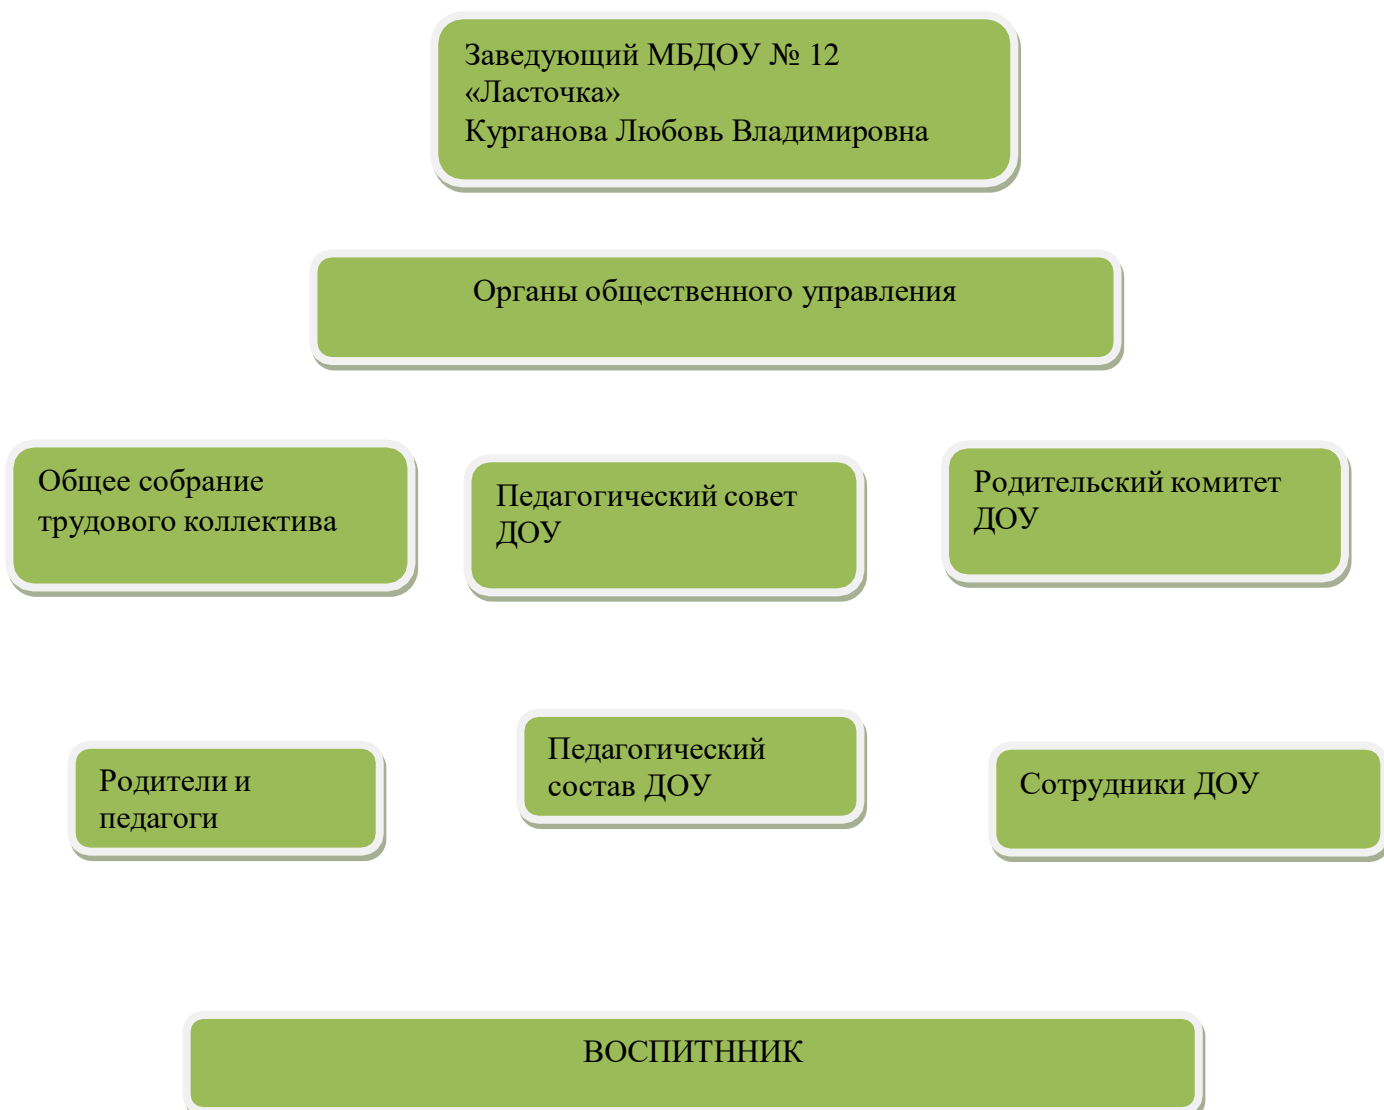 Заведующий МБДОУ № 12
«Ласточка»
Курганова Любовь Владимировна
Органы общественного управления
Общее собрание
трудового коллектива
Педагогический совет
ДОУ
Родительский комитет
ДОУ
Родители и
педагоги
Педагогический
состав ДОУ
Сотрудники ДОУ
ВОСПИТННИК